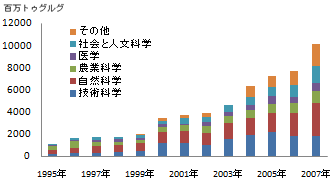 百万トゥグルグ
12000
10000
8000
6000
4000
2000
0
その他
社会と人文科学
医学
農業科学
自然科学
技術科学
1995年 1997年 1999年 2001年 2003年 2005年 2007年